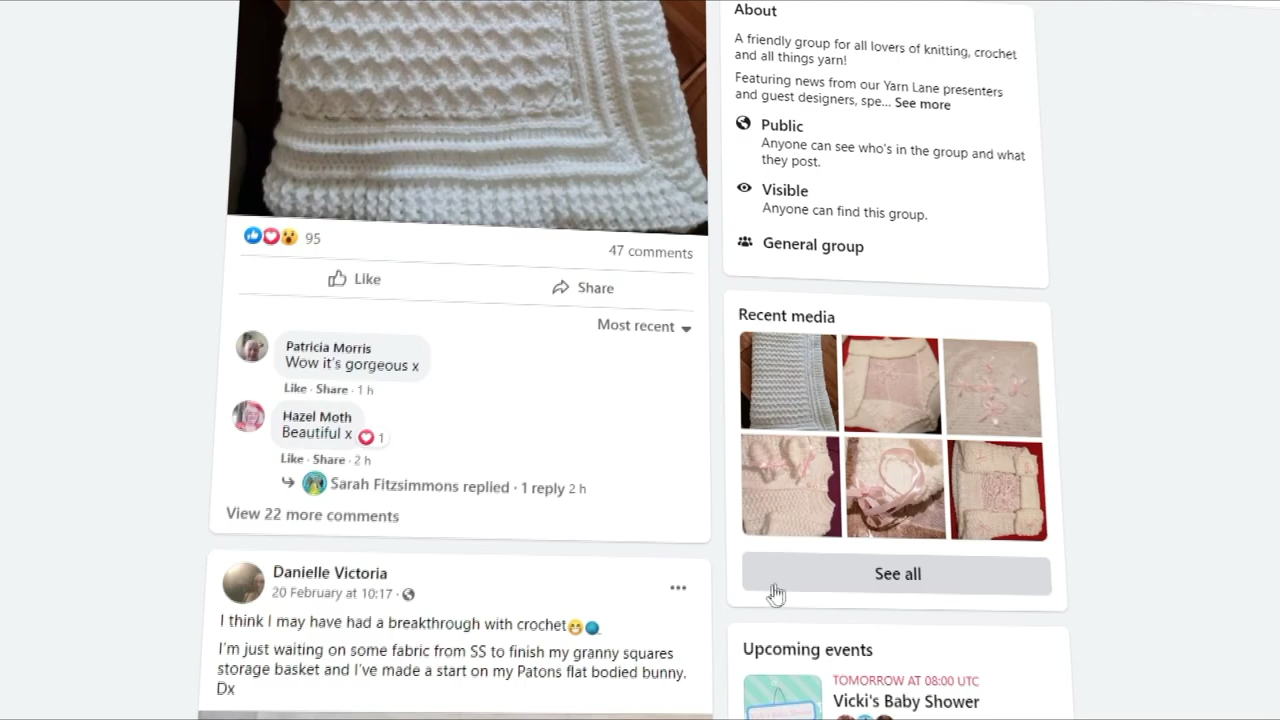 95
47 comments
Like
Share
Most recent
Patricia Morris
Wow it's gorgeous x
Like · Share · 1 h
Hazel Moth
Beautiful x
1
Like · Share · 2 h
Sarah Fitzsimmons replied · 1 reply 2 h
View 22 more comments
Danielle Victoria
20 February at 10:17 ·
I think I may have had a breakthrough with crochet
I'm just waiting on some fabric from SS to finish my granny squares
storage basket and I've made a start on my Patons flat bodied bunny.
Dx
About
A friendly group for all lovers of knitting, crochet
and all things yarn!
Featuring news from our Yarn Lane presenters
and guest designers, spe... See more
Public
Anyone can see who's in the group and what
they post.
Visible
Anyone can find this group.
General group
Recent media
See all
Upcoming events
TOMORROW AT 08:00 UTC
Vicki's Baby Shower
Vicki's Baby Shower